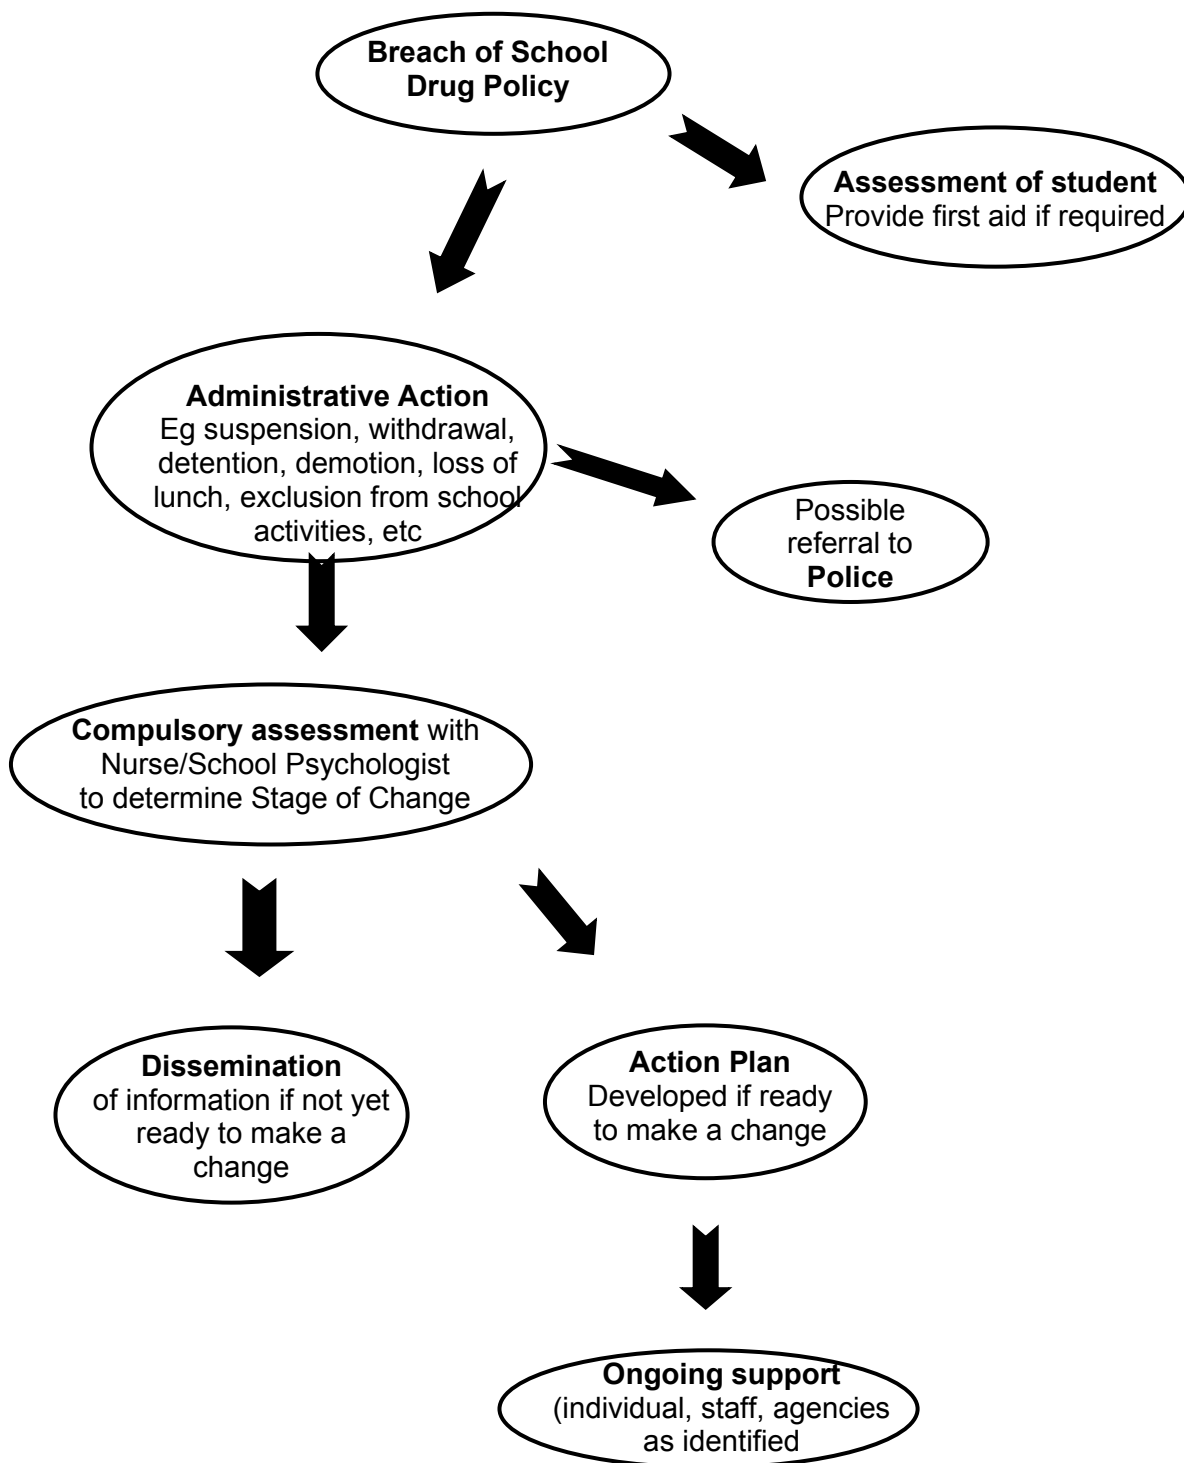 Breach of School
Drug Policy
Assessment of student
Provide first aid if required
Administrative Action
Eg suspension, withdrawal,
detention, demotion, loss of
lunch, exclusion from school
activities, etc
Possible
referral to
Police
Compulsory assessment with
Nurse/School Psychologist
to determine Stage of Change
Dissemination
of information if not yet
ready to make a
change
Action Plan
Developed if ready
to make a change
Ongoing support
(individual, staff, agencies
as identified